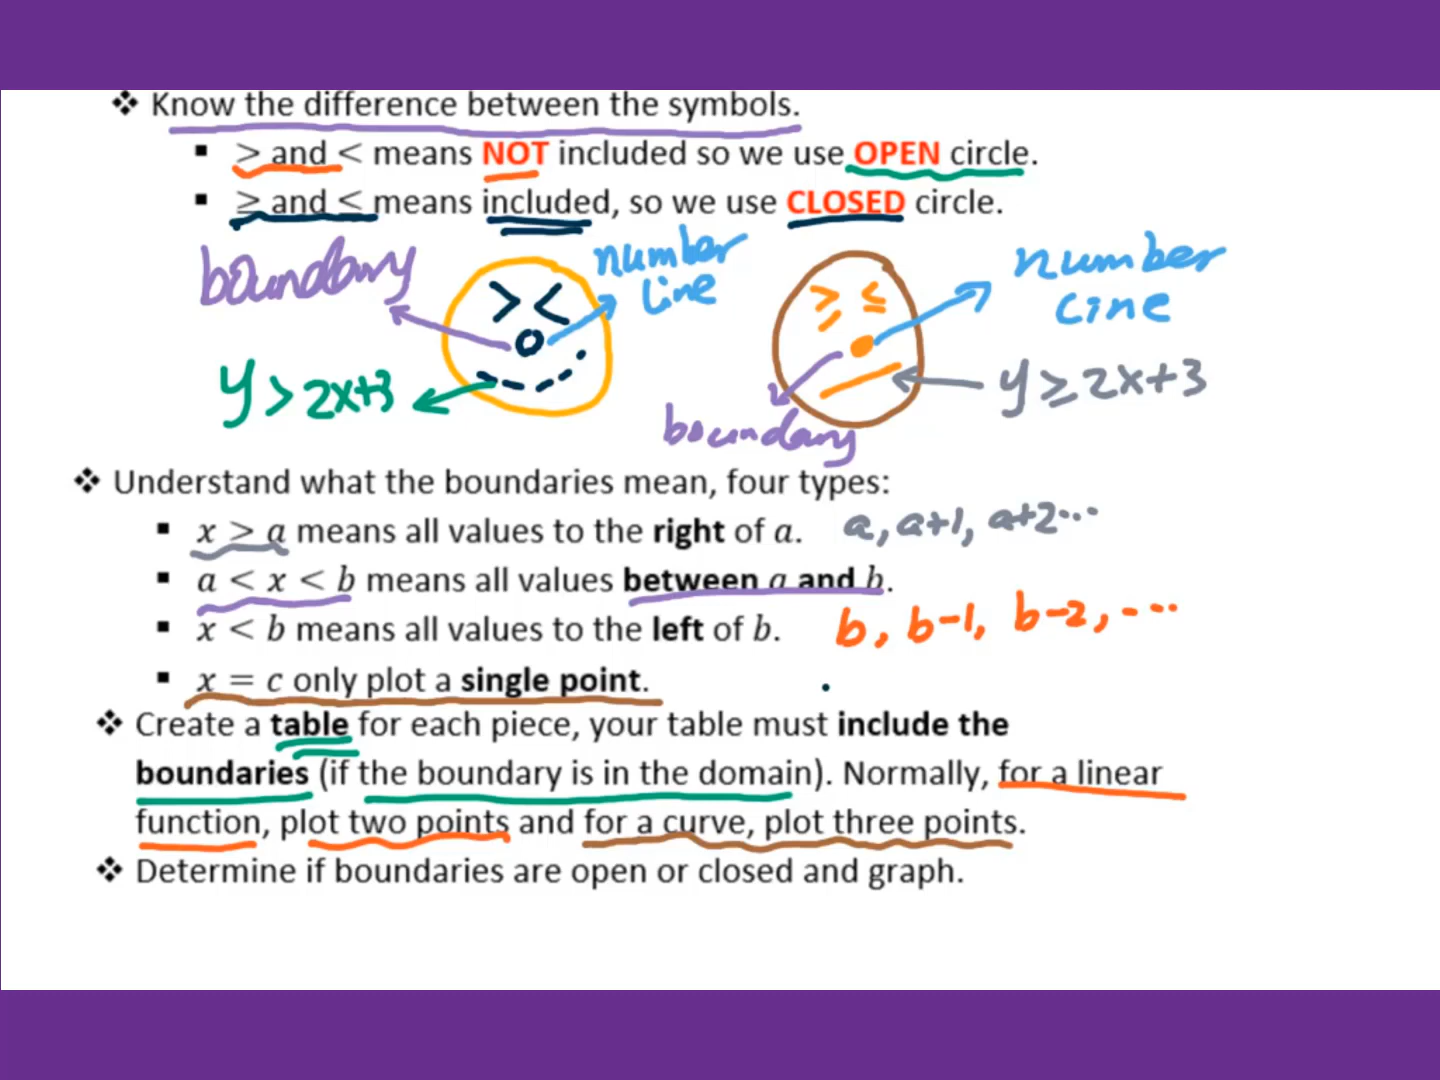 ❖ Know the difference between the symbols.
▪ > and < means NOT included so we use OPEN circle.
▪ ≥ and ≤ means included, so we use CLOSED circle.
boundary
number
line
> <
y > 2x+3
≥ ≤
number
line
y ≥ 2x+3
boundary
❖ Understand what the boundaries mean, four types:
▪ x > a means all values to the right of a. a, a+1, a+2...
▪ a < x < b means all values between a and b.
▪ x < b means all values to the left of b. b, b-1, b-2, ....
▪ x = c only plot a single point.
❖ Create a table for each piece, your table must include the
boundaries (if the boundary is in the domain). Normally, for a linear
function, plot two points and for a curve, plot three points.
❖ Determine if boundaries are open or closed and graph.